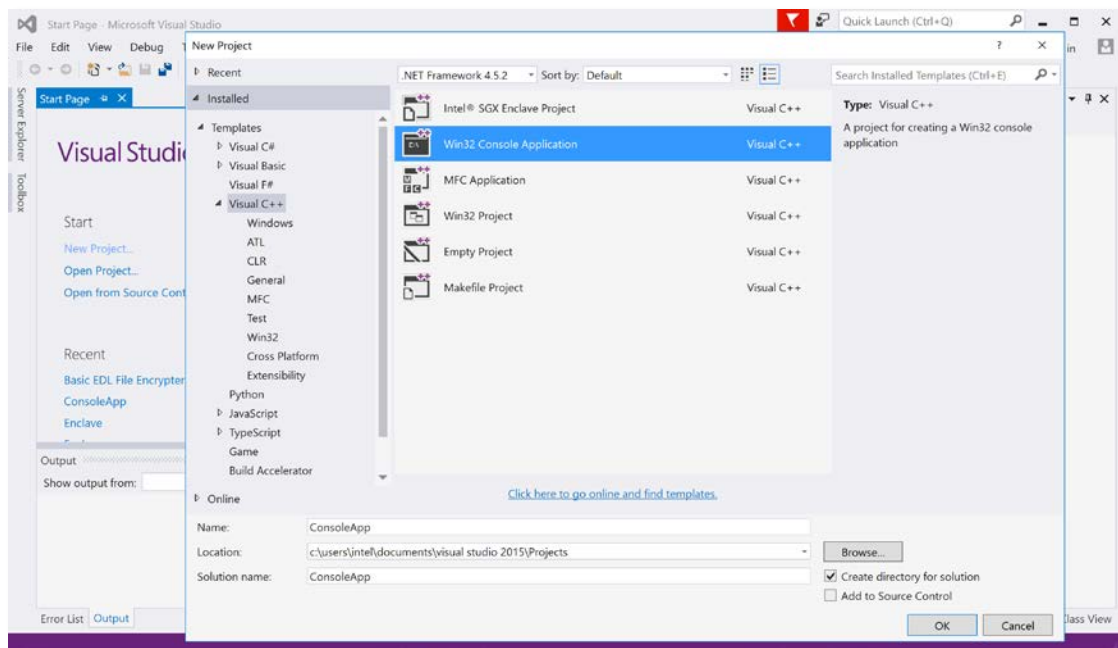 Start Page - Microsoft Visual Studio
Quick Launch (Ctrl+Q)
File Edit View Debug
in
New Project
Server Explorer
Toolbox
Start Page
Visual Studi
Start
New Project...
Open Project...
Open from Source Cont
Recent
Basic EDL File Encrypter
ConsoleApp
Enclave
Output
Show output from:
Error List Output
Class View
Recent
.NET Framework 4.5.2 Sort by: Default
Search Installed Templates (Ctrl+E)
Installed
Templates
Visual C#
Visual Basic
Visual F#
Visual C++
Windows
ATL
CLR
General
MFC
Test
Win32
Cross Platform
Extensibility
Python
JavaScript
TypeScript
Game
Build Accelerator
Online
Intel® SGX Enclave Project Visual C++
Win32 Console Application Visual C++
MFC Application Visual C++
Win32 Project Visual C++
Empty Project Visual C++
Makefile Project Visual C++
Click here to go online and find templates.
Type: Visual C++
A project for creating a Win32 console
application
Name: ConsoleApp
Location: c:\users\intel\documents\visual studio 2015\Projects
Browse...
Solution name: ConsoleApp
Create directory for solution
Add to Source Control
OK Cancel